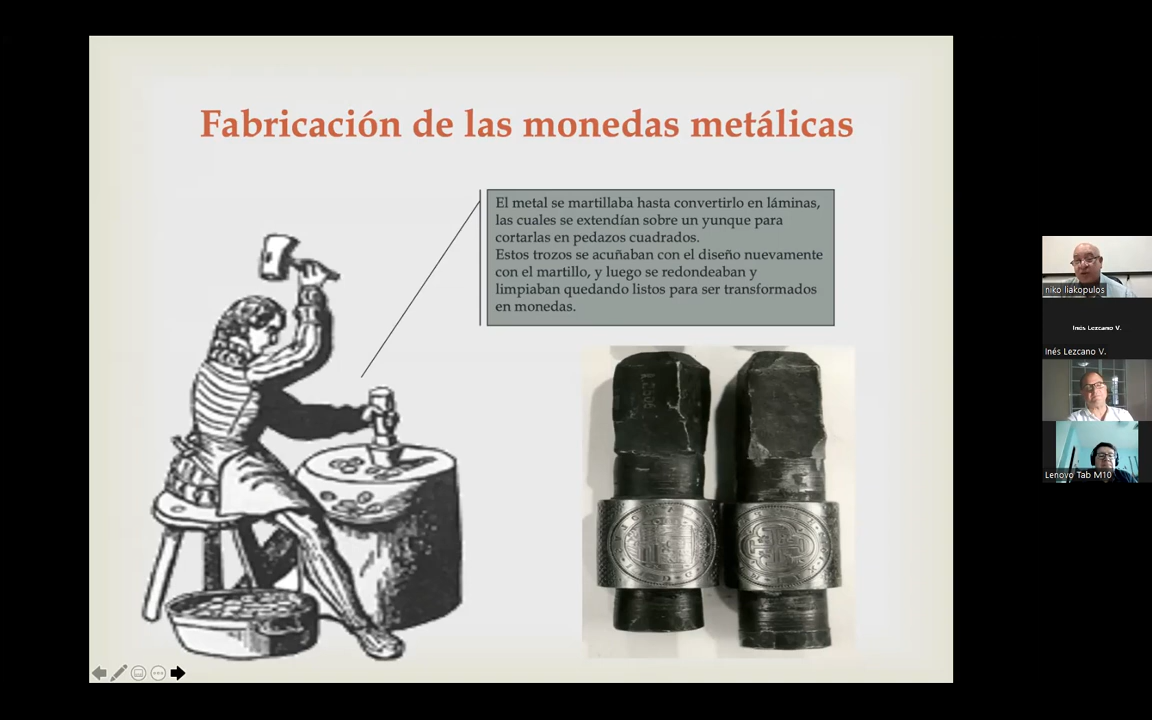 Fabricación de las monedas metálicas
El metal se martillaba hasta convertirlo en láminas,
las cuales se extendían sobre un yunque para
cortarlas en pedazos cuadrados.
Estos trozos se acuñaban con el diseño nuevamente
con el martillo, y luego se redondeaban y
limpiaban quedando listos para ser transformados
en monedas.
niko liakopulos
Inés Lezcano V.
Inés Lezcano V.
Lenovo Tab M10